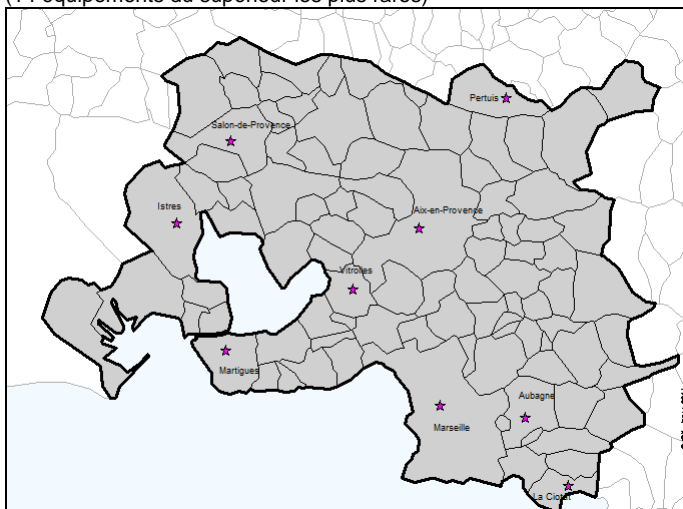 (14 équipements du supérieur les plus rares)
Pertuis
Salon-de-Provence
Istres
Aix-en-Provence
Vitrolles
Martigues
Aubagne
Marseille
La Ciotat